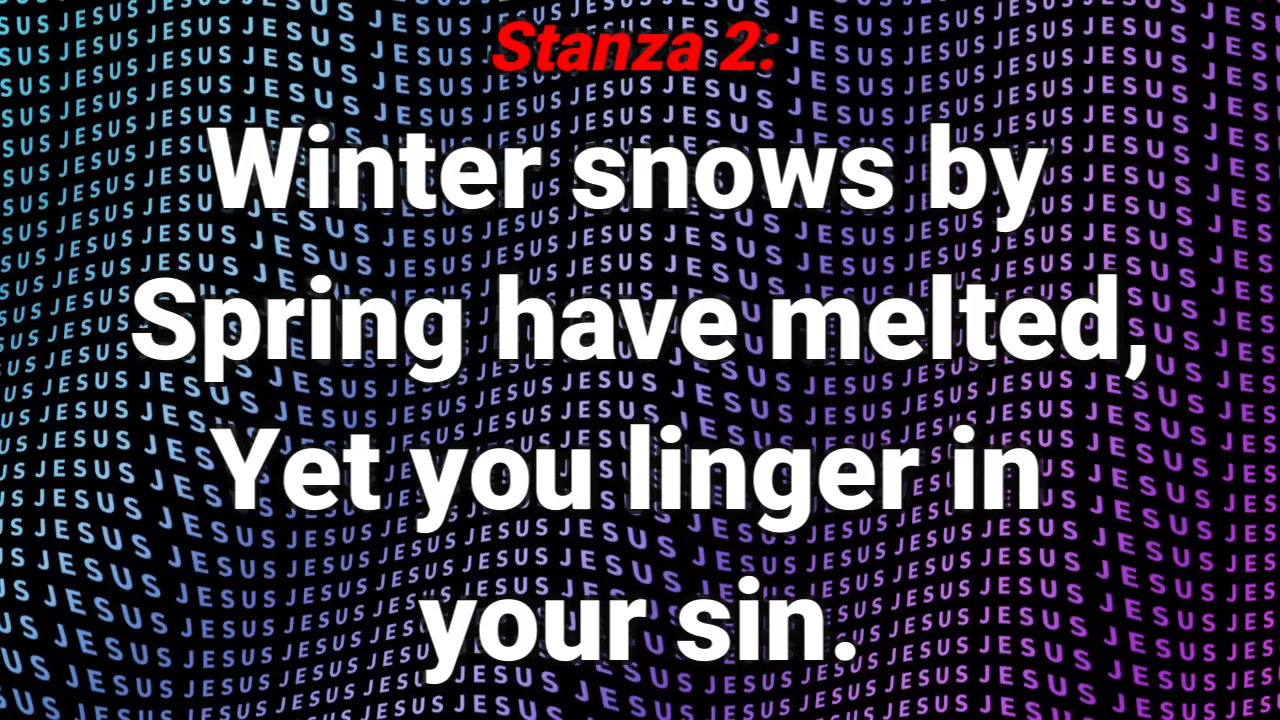 Stanza 2:
Winter snows by
Spring have melted,
Yet you linger in
your sin.